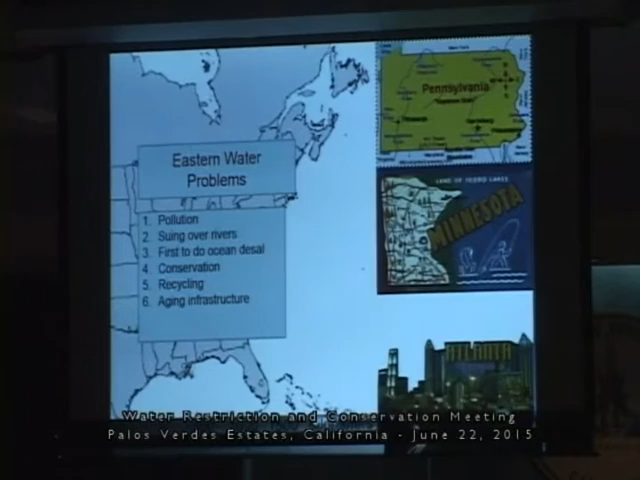 Eastern Water
Problems
1. Pollution
2. Suing over rivers
3. First to do ocean desal
4. Conservation
5. Recycling
6. Aging infrastructure
Pennsylvania
LAND OF 10,000 LAKES
MINNESOTA
ATLANTA
Water Restriction and Conservation Meeting
Palos Verdes Estates, California - June 22, 2015